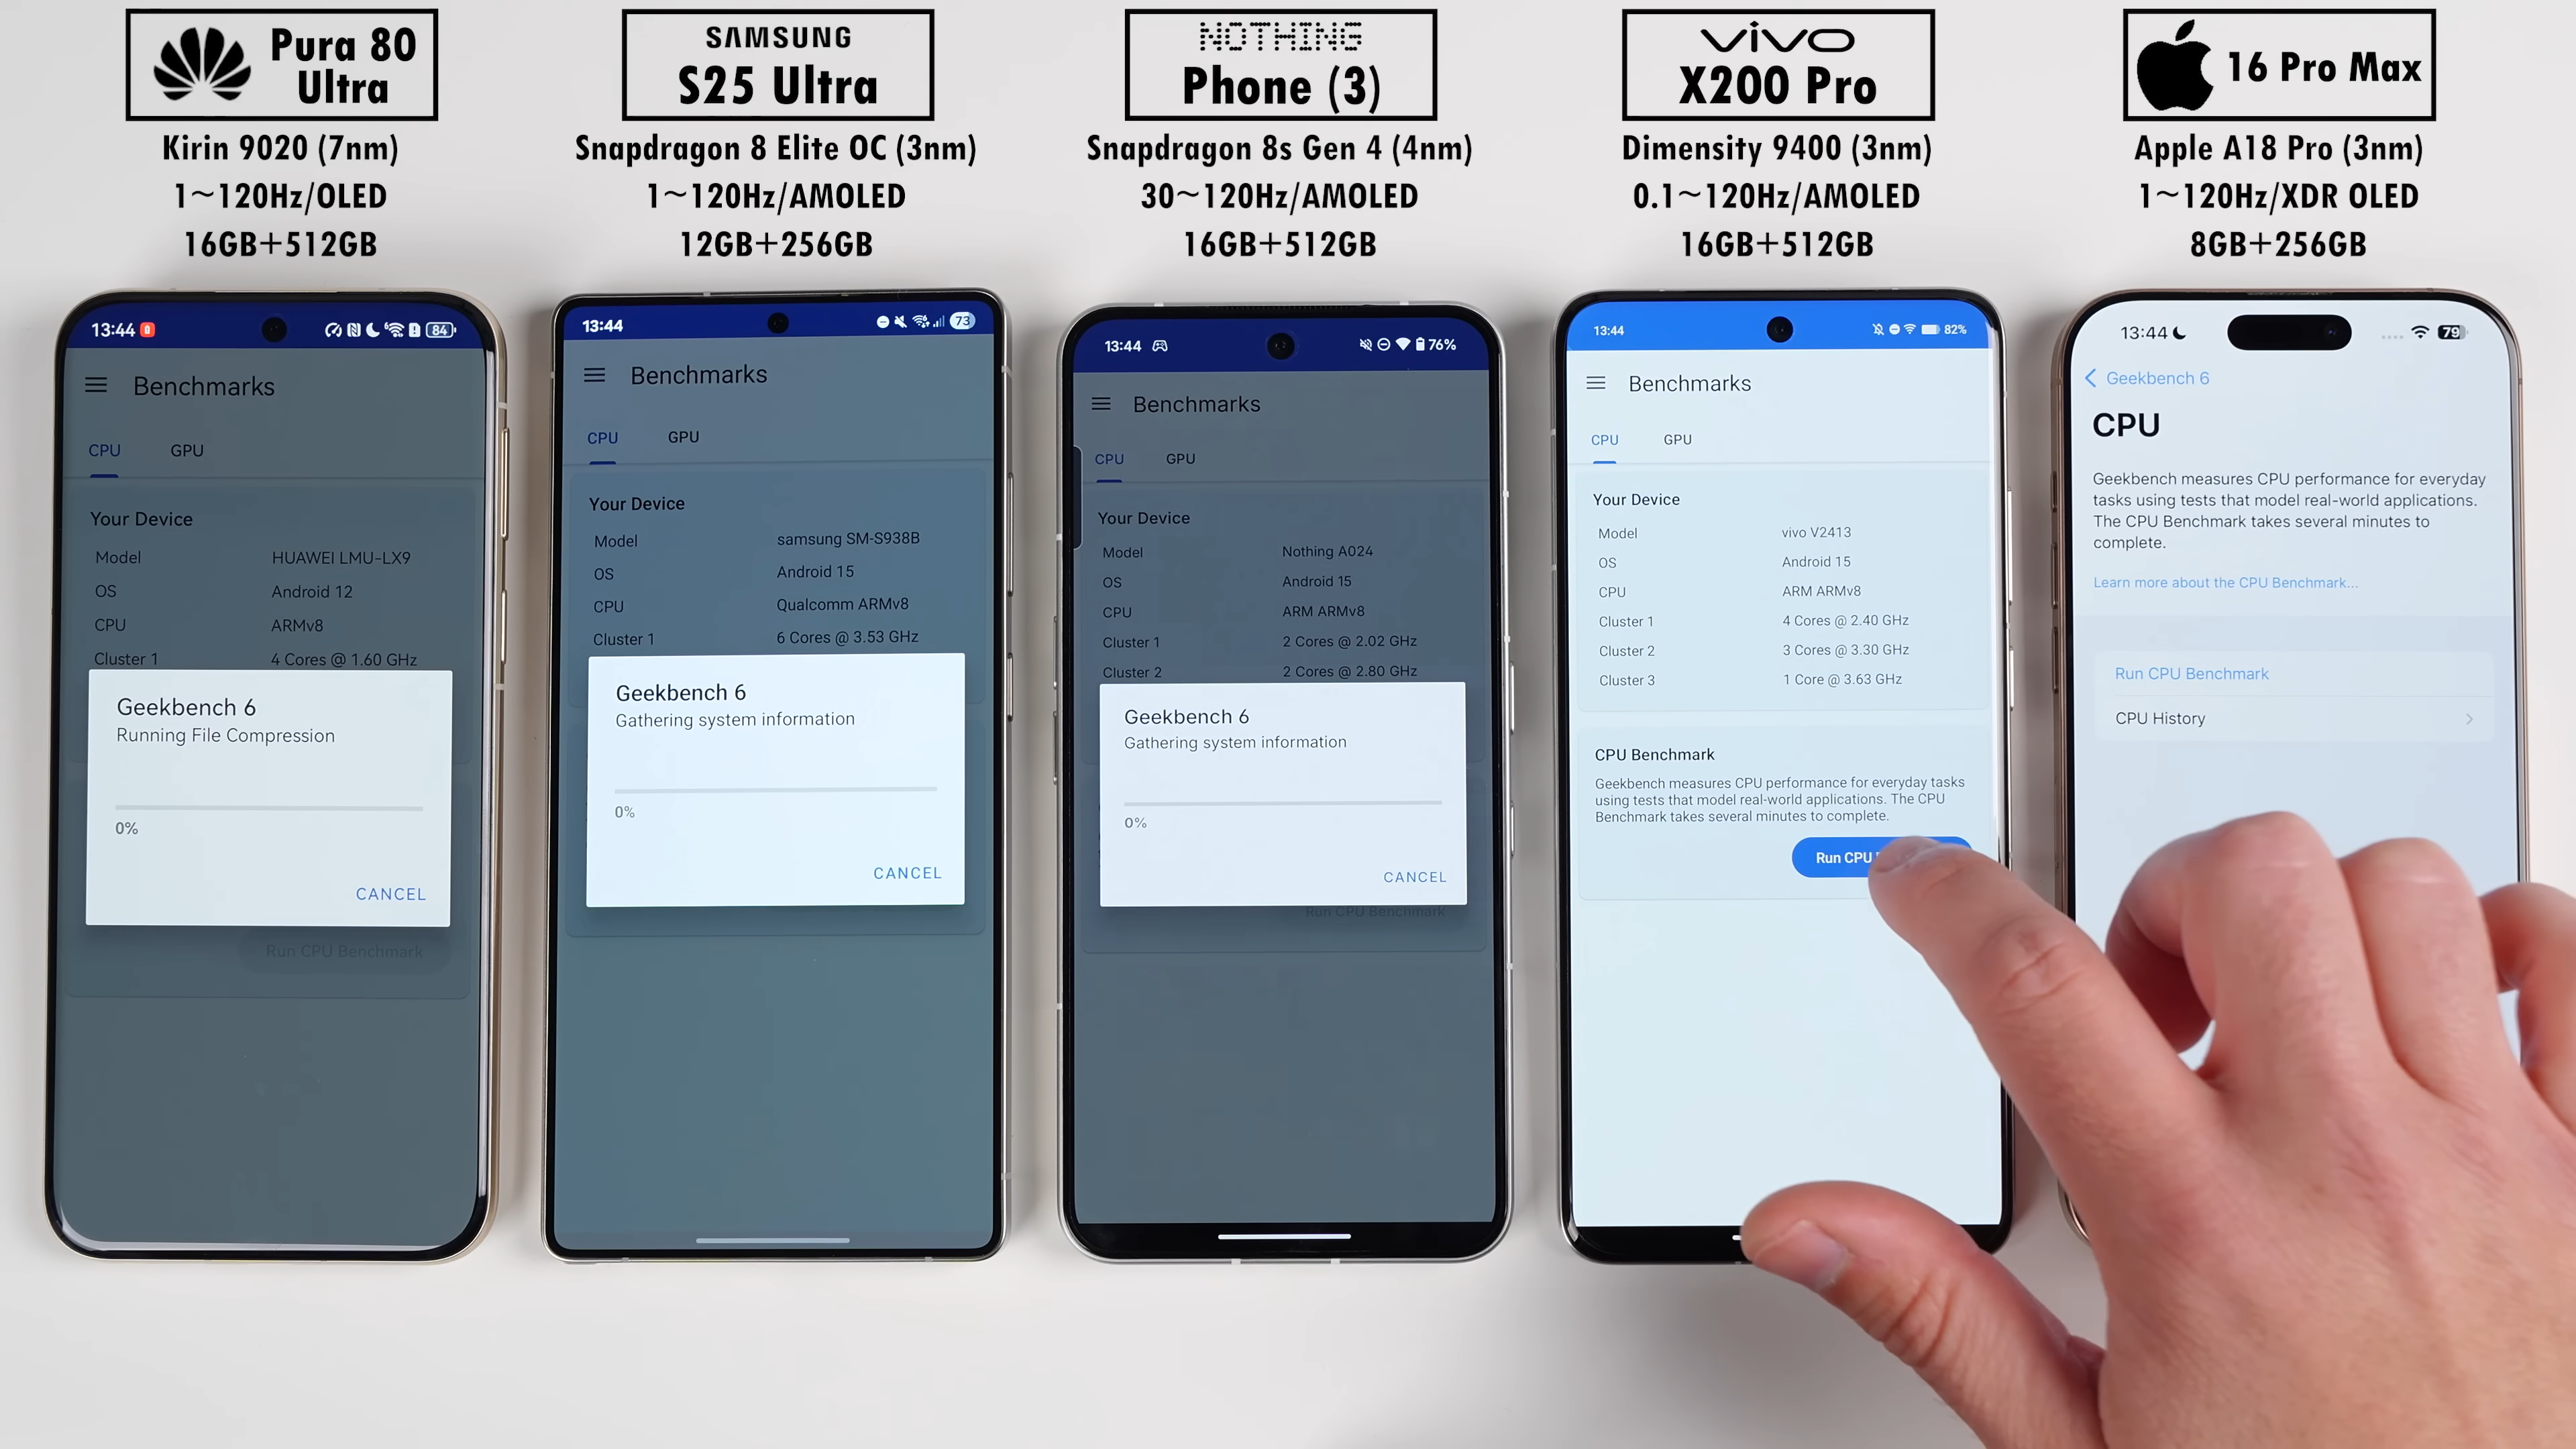 Pura 80
Ultra
Kirin 9020 (7nm)
1~120Hz/OLED
16GB+512GB
SAMSUNG
S25 Ultra
Snapdragon 8 Elite OC (3nm)
1~120Hz/AMOLED
12GB+256GB
NOTHING
Phone (3)
Snapdragon 8s Gen 4 (4nm)
30~120Hz/AMOLED
16GB+512GB
vivo
X200 Pro
Dimensity 9400 (3nm)
0.1~120Hz/AMOLED
16GB+512GB
16 Pro Max
Apple A18 Pro (3nm)
1~120Hz/XDR OLED
8GB+256GB
13:44 84
Benchmarks
CPU GPU
Your Device
Model HUAWEI LMU-LX9
OS Android 12
CPU ARMv8
Cluster 1 4 Cores @ 1.60 GHz
Geekbench 6
Running File Compression
0%
CANCEL
Run CPU Benchmark
13:44 73
Benchmarks
CPU GPU
Your Device
Model samsung SM-S938B
OS Android 15
CPU Qualcomm ARMv8
Cluster 1 6 Cores @ 3.53 GHz
Geekbench 6
Gathering system information
0%
CANCEL
13:44 76%
Benchmarks
CPU GPU
Your Device
Model Nothing A024
OS Android 15
CPU ARM ARMv8
Cluster 1 2 Cores @ 2.02 GHz
Cluster 2 2 Cores @ 2.80 GHz
Geekbench 6
Gathering system information
0%
CANCEL
Run CPU Benchmark
13:44 82%
Benchmarks
CPU GPU
Your Device
Model vivo V2413
OS Android 15
CPU ARM ARMv8
Cluster 1 4 Cores @ 2.40 GHz
Cluster 2 3 Cores @ 3.30 GHz
Cluster 3 1 Core @ 3.63 GHz
CPU Benchmark
Geekbench measures CPU performance for everyday tasks
using tests that model real-world applications. The CPU
Benchmark takes several minutes to complete.
Run CPU
13:44 79
Geekbench 6
CPU
Geekbench measures CPU performance for everyday
tasks using tests that model real-world applications.
The CPU Benchmark takes several minutes to
complete.
Learn more about the CPU Benchmark...
Run CPU Benchmark
CPU History